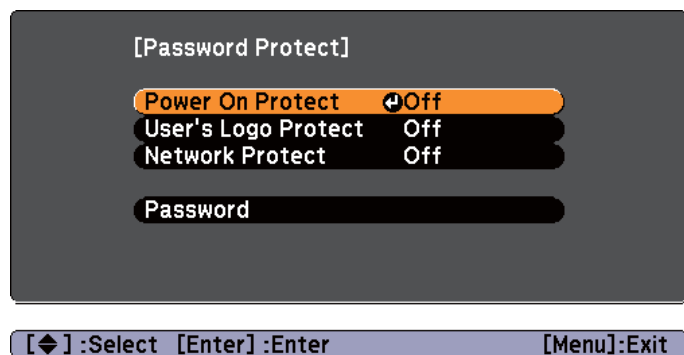 [Password Protect]
Power On Protect Off
User's Logo Protect Off
Network Protect Off
Password
[◆] :Select [Enter] :Enter [Menu]:Exit